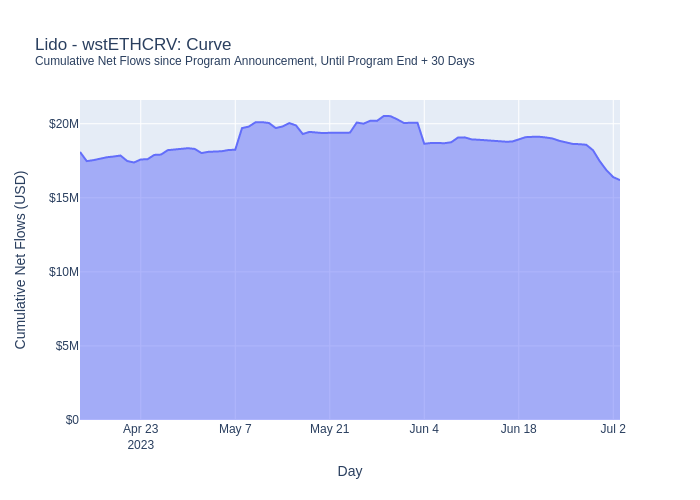 Lido - wstETHCRV: Curve
Cumulative Net Flows since Program Announcement, Until Program End + 30 Days
Cumulative Net Flows (USD)
$20M
$15M
$10M
$5M
$0
Apr 23
2023
May 7
May 21
Jun 4
Jun 18
Jul 2
Day